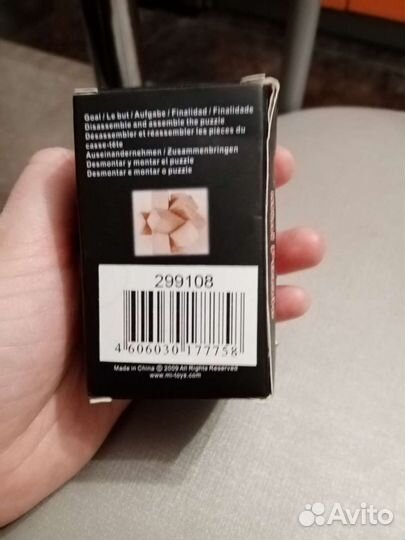 Goal / Le but / Aufgabe / Finalidad / Finalidade
Disassemble and assemble the puzzle
Désassembler et réassembler les pièces du
casse-tête
Auseinandernehmen / Zusammenbringen
Desmontar y montar el puzzle
Desmontar e montar o puzzle
299108
4 606030 177758
Made in China © 2009 All Rights Reserved
www.mi-toys.com
Avito